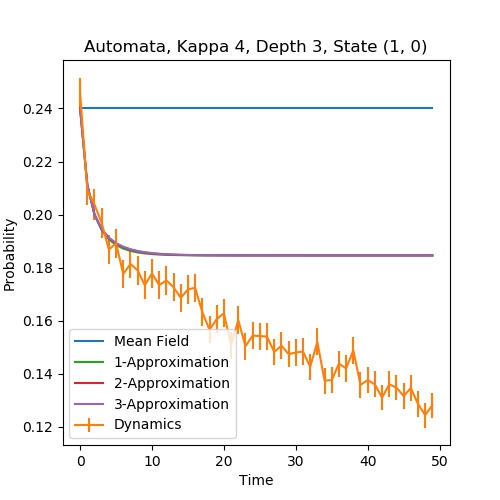 Automata, Kappa 4, Depth 3, State (1, 0)
Probability
0.24
0.22
0.20
0.18
0.16
0.14
0.12
Mean Field
1-Approximation
2-Approximation
3-Approximation
Dynamics
0 10 20 30 40 50
Time